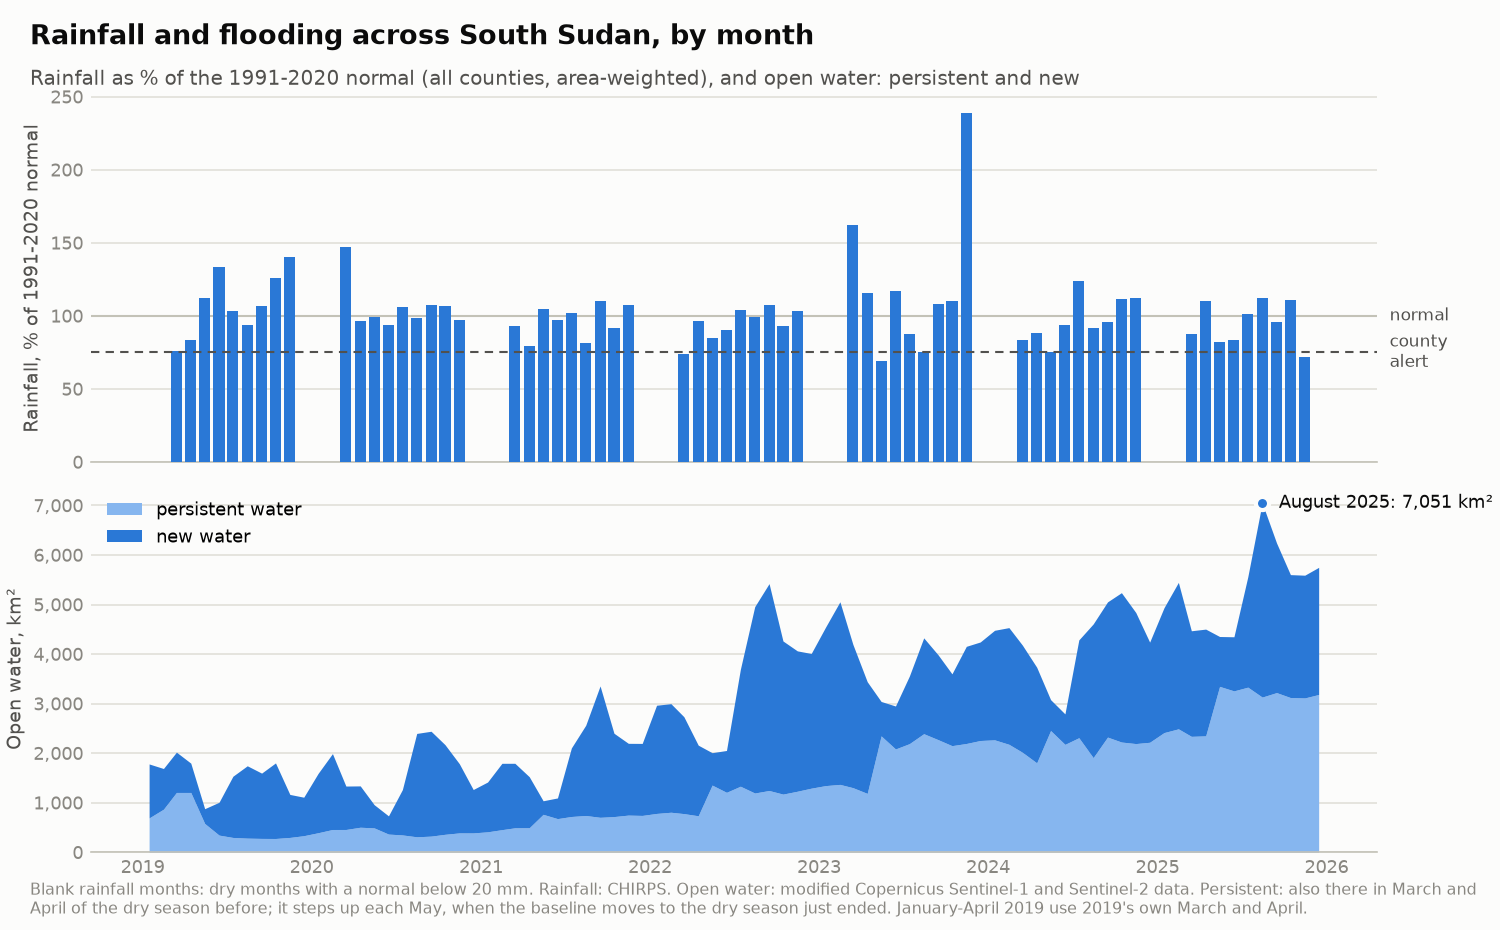 Rainfall and flooding across South Sudan, by month
Rainfall as % of the 1991-2020 normal (all counties, area-weighted), and open water: persistent and new
Rainfall, % of 1991-2020 normal
250
200
150
100
50
0
normal
county
alert
Open water, km²
7,000
6,000
5,000
4,000
3,000
2,000
1,000
0
persistent water
new water
August 2025: 7,051 km²
2019
2020
2021
2022
2023
2024
2025
2026
Blank rainfall months: dry months with a normal below 20 mm. Rainfall: CHIRPS. Open water: modified Copernicus Sentinel-1 and Sentinel-2 data. Persistent: also there in March and
April of the dry season before; it steps up each May, when the baseline moves to the dry season just ended. January-April 2019 use 2019's own March and April.